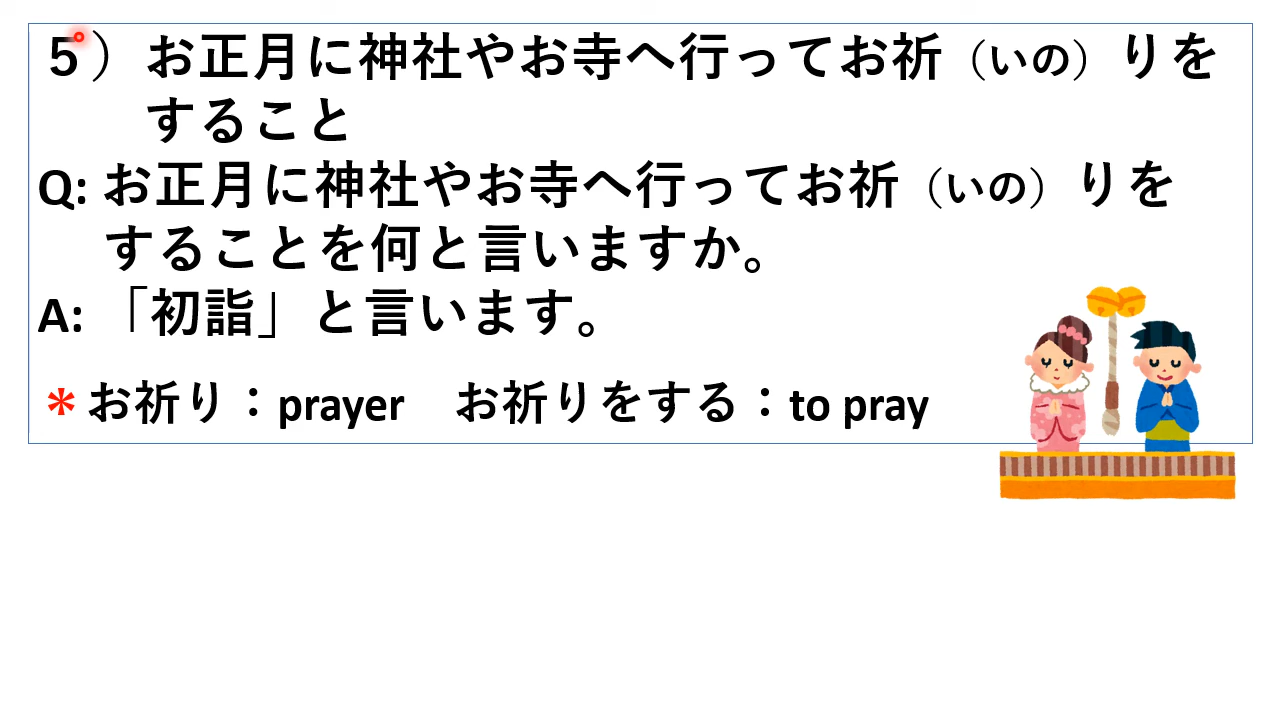 ５）お正月に神社やお寺へ行ってお祈（いの）りを
すること
Q: お正月に神社やお寺へ行ってお祈（いの）りを
することを何と言いますか。
A: 「初詣」と言います。
＊お祈り：prayer　お祈りをする：to pray